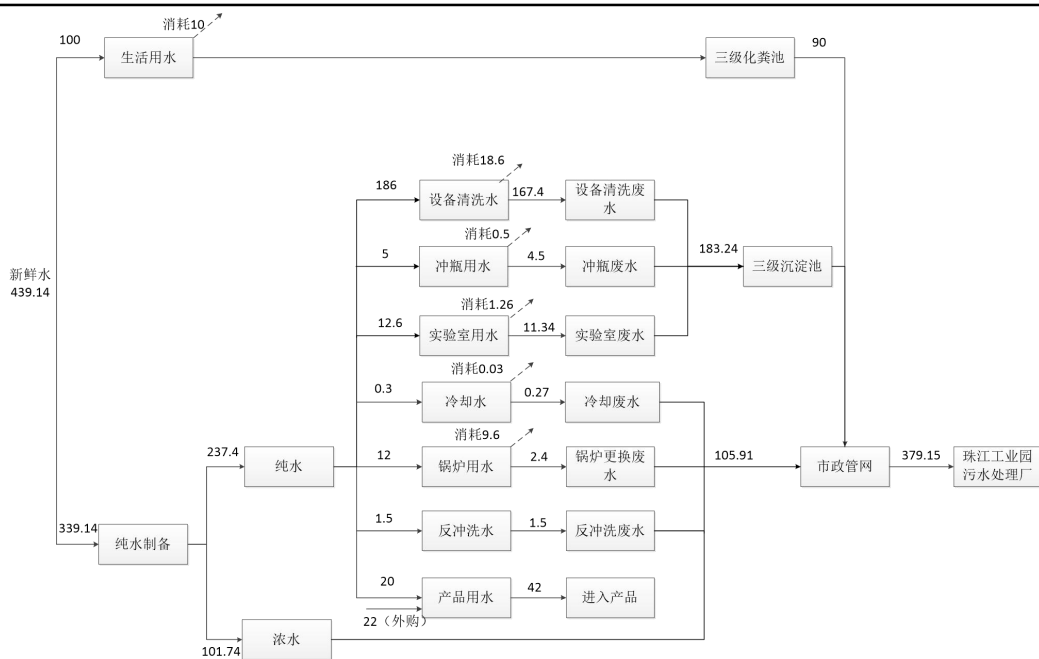 消耗10
100
生活用水
三级化粪池
90
消耗18.6
186
设备清洗水
167.4
设备清洗废
水
消耗0.5
5
冲瓶用水
4.5
冲瓶废水
183.24
三级沉淀池
新鲜水
439.14
消耗1.26
12.6
实验室用水
11.34
实验室废水
消耗0.03
0.3
冷却水
0.27
冷却废水
消耗9.6
237.4
纯水
12
锅炉用水
2.4
锅炉更换废
水
105.91
市政管网
379.15
珠江工业园
污水处理厂
339.14
纯水制备
1.5
反冲洗水
1.5
反冲洗废水
20
产品用水
42
进入产品
22（外购）
101.74
浓水